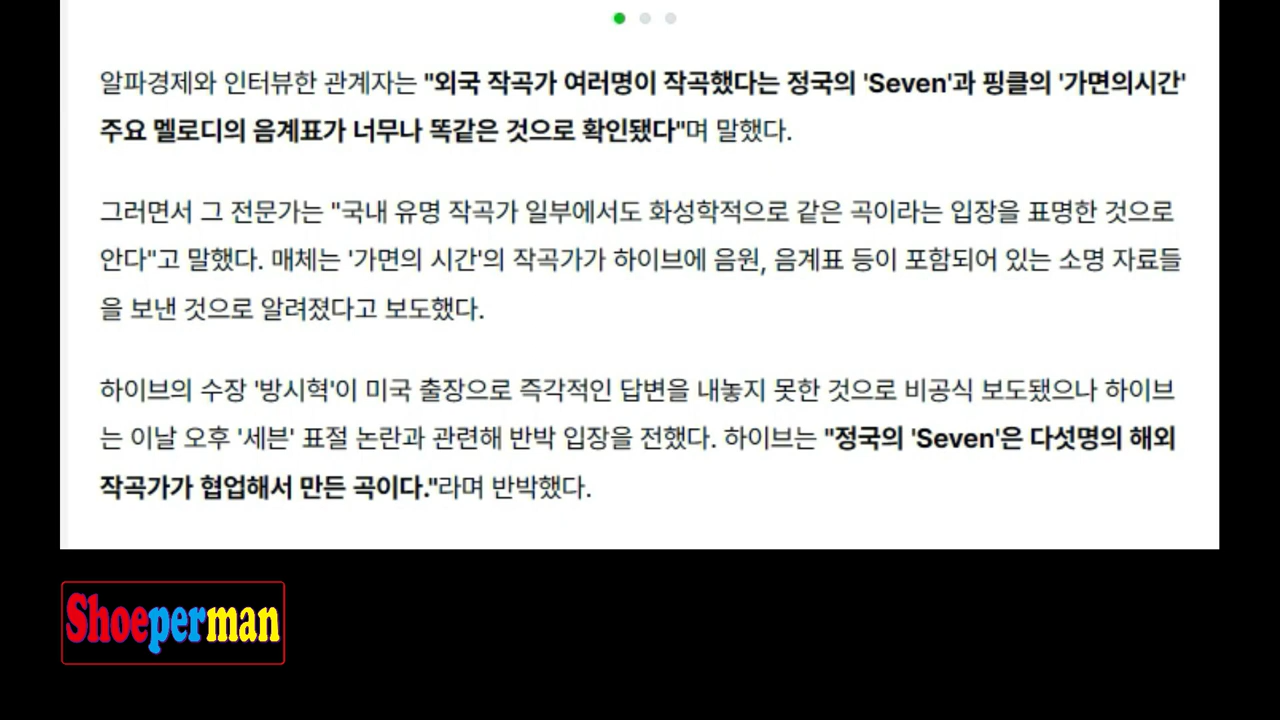 알파경제와 인터뷰한 관계자는 "외국 작곡가 여러명이 작곡했다는 정국의 'Seven'과 핑클의 '가면의시간'
주요 멜로디의 음계표가 너무나 똑같은 것으로 확인됐다"며 말했다.
그러면서 그 전문가는 "국내 유명 작곡가 일부에서도 화성학적으로 같은 곡이라는 입장을 표명한 것으로
안다"고 말했다. 매체는 '가면의 시간'의 작곡가가 하이브에 음원, 음계표 등이 포함되어 있는 소명 자료들
을 보낸 것으로 알려졌다고 보도했다.
하이브의 수장 '방시혁'이 미국 출장으로 즉각적인 답변을 내놓지 못한 것으로 비공식 보도됐으나 하이브
는 이날 오후 '세븐' 표절 논란과 관련해 반박 입장을 전했다. 하이브는 "정국의 'Seven'은 다섯명의 해외
작곡가가 협업해서 만든 곡이다."라며 반박했다.
Shoeperman